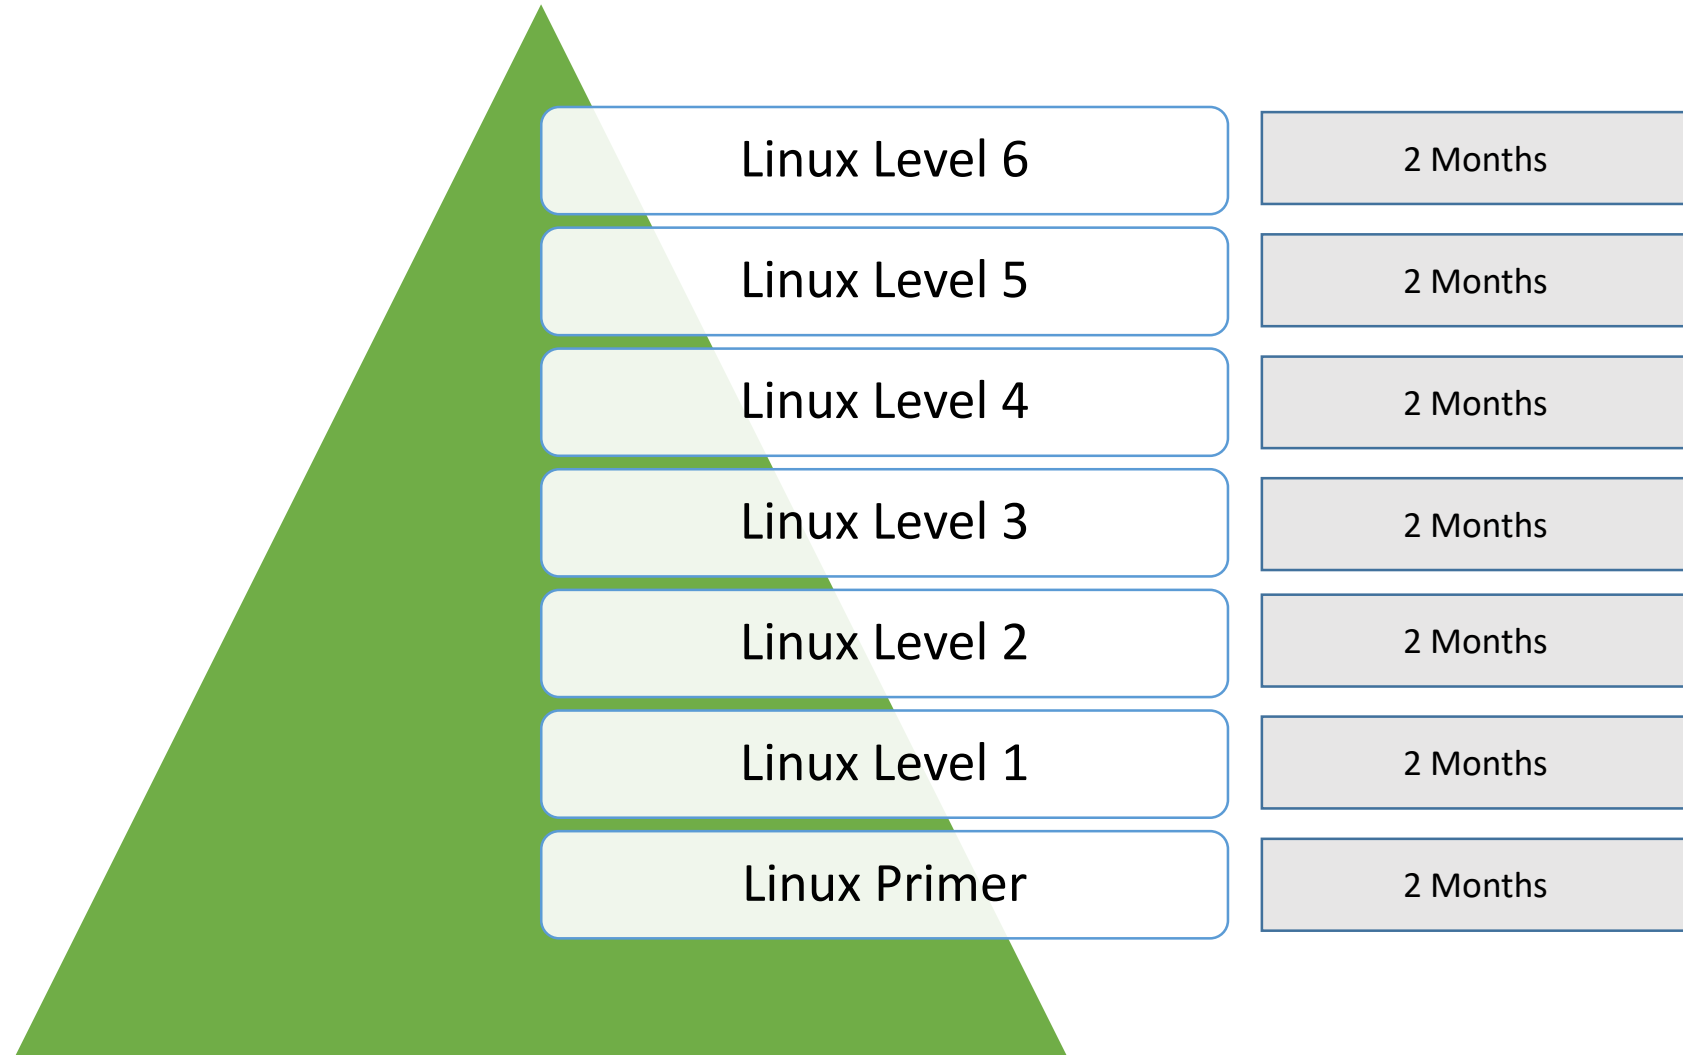 Linux Level 6
2 Months
Linux Level 5
2 Months
Linux Level 4
2 Months
Linux Level 3
2 Months
Linux Level 2
2 Months
Linux Level 1
2 Months
Linux Primer
2 Months